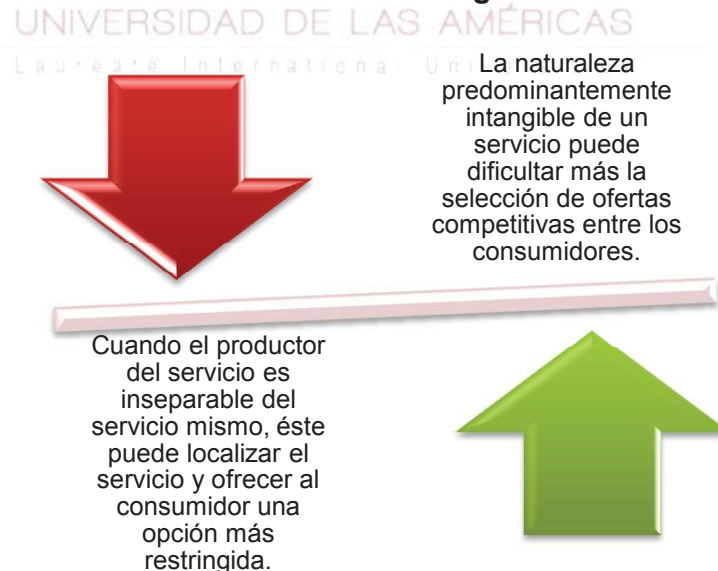 UNIVERSIDAD DE LAS AMÉRICAS
Laureate International Uni
La naturaleza
predominantemente
intangible de un
servicio puede
dificultar más la
selección de ofertas
competitivas entre los
consumidores.
Cuando el productor
del servicio es
inseparable del
servicio mismo, éste
puede localizar el
servicio y ofrecer al
consumidor una
opción más
restringida.